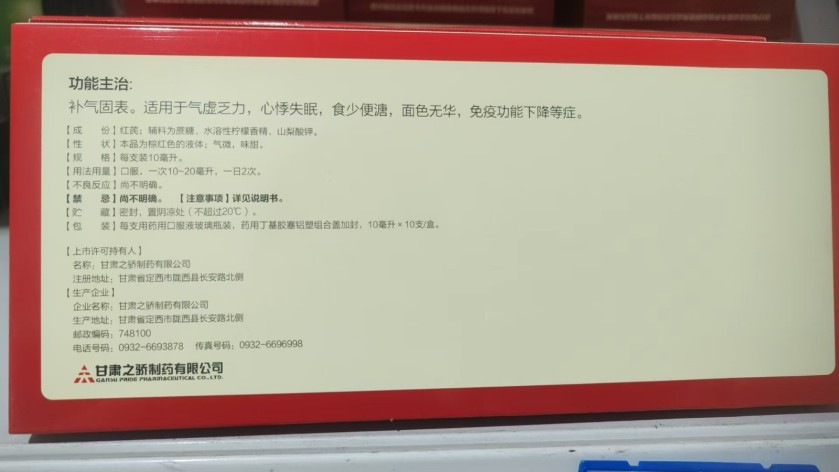 功能主治:
补气固表。适用于气虚乏力，心悸失眠，食少便溏，面色无华，免疫功能下降等症。
【成 份】红芪；辅料为蔗糖、水溶性柠檬香精、山梨酸钾。
【性 状】本品为棕红色的液体；气微，味甜。
【规 格】每支装10毫升。
【用法用量】口服，一次10~20毫升，一日2次。
【不良反应】尚不明确。
【禁 忌】尚不明确。 【注意事项】详见说明书。
【贮 藏】密封，置阴凉处（不超过20℃）。
【包 装】每支用药用口服液玻璃瓶装，药用丁基胶塞铝塑组合盖加封，10毫升×10支/盒。
【上市许可持有人】
名称：甘肃之骄制药有限公司
注册地址：甘肃省定西市陇西县长安路北侧
【生产企业】
企业名称：甘肃之骄制药有限公司
生产地址：甘肃省定西市陇西县长安路北侧
邮政编码：748100
电话号码：0932-6693878 传真号码：0932-6696998
甘肃之骄制药有限公司
GANSU PRIDE PHARMACEUTICAL CO.,LTD.